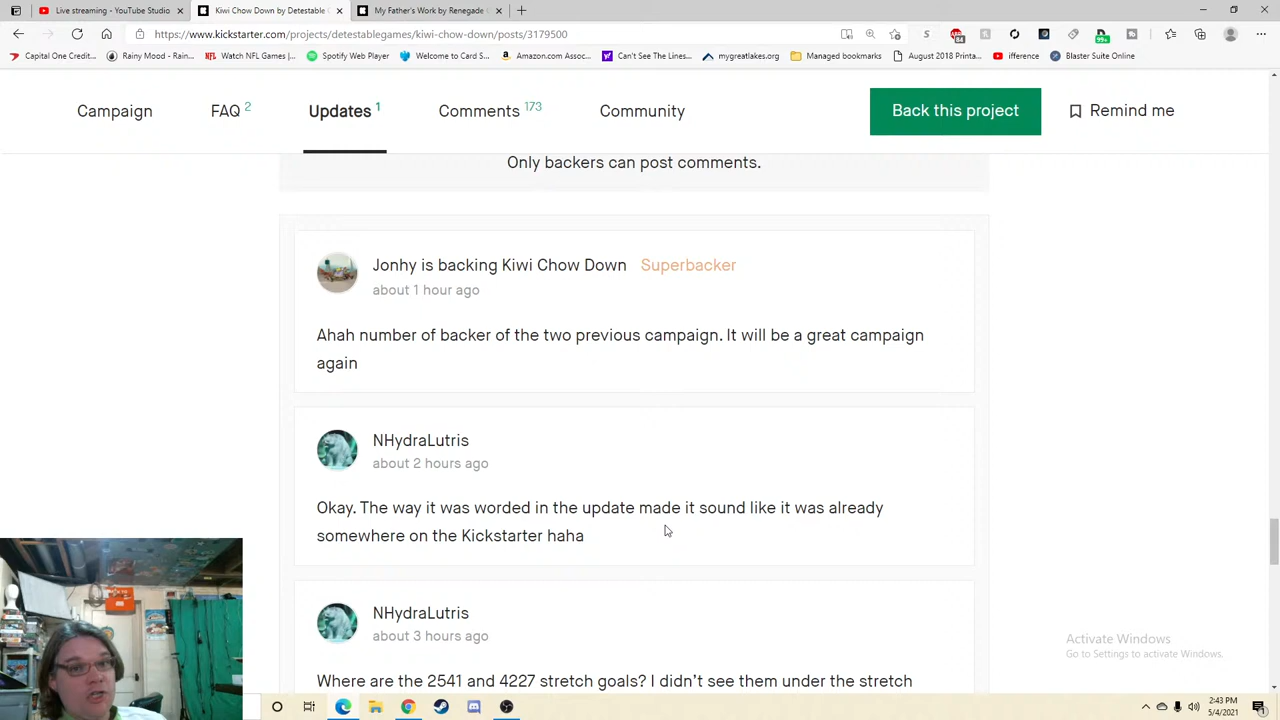 Live streaming - YouTube Studio
Kiwi Chow Down by Detestable
My Father's Work by Renegade
https://www.kickstarter.com/projects/detestablegames/kiwi-chow-down/posts/3179500
Capital One Credit...
Rainy Mood - Rain...
Watch NFL Games |...
Spotify Web Player
Welcome to Card S...
Amazon.com: Assoc...
Can't See The Lines...
mygreatlakes.org
Managed bookmarks
August 2018 Printa...
ifference
Blaster Suite Online
Campaign
FAQ 2
Updates 1
Comments 173
Community
Back this project
Remind me
Only backers can post comments.
Jonhy is backing Kiwi Chow Down Superbacker
about 1 hour ago
Ahah number of backer of the two previous campaign. It will be a great campaign
again
NHydraLutris
about 2 hours ago
Okay. The way it was worded in the update made it sound like it was already
somewhere on the Kickstarter haha
NHydraLutris
about 3 hours ago
Where are the 2541 and 4227 stretch goals? I didn't see them under the stretch
Activate Windows
Go to Settings to activate Windows.
2:43 PM
5/4/2021